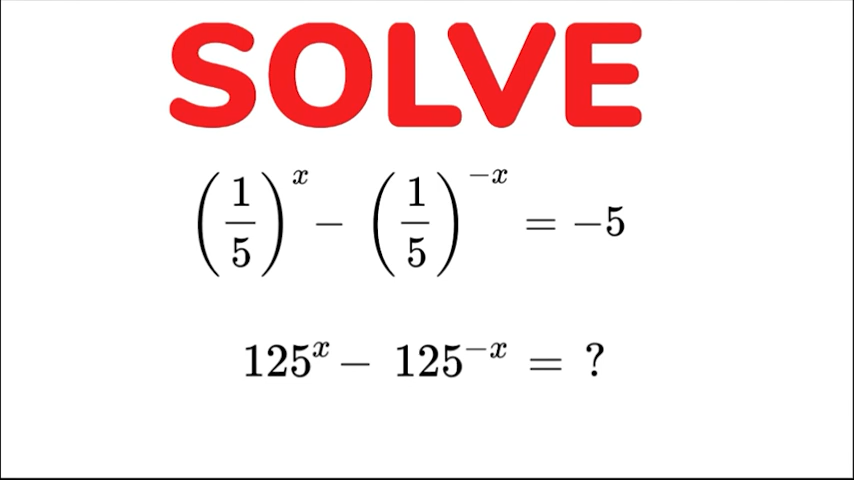 SOLVE
(1/5)^x - (1/5)^{-x} = -5
125^x - 125^{-x} = ?